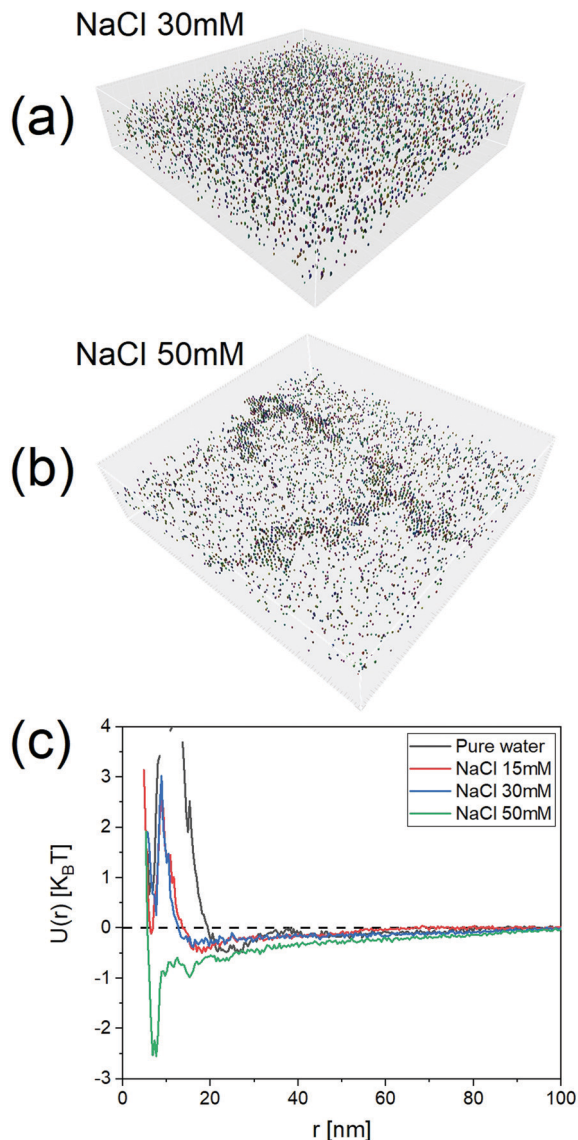 NaCl 30mM
(a)
NaCl 50mM
(b)
(c)
4
3
2
1
0
-1
-2
-3
U(r) [K_BT]
Pure water
NaCl 15mM
NaCl 30mM
NaCl 50mM
0 20 40 60 80 100
r [nm]